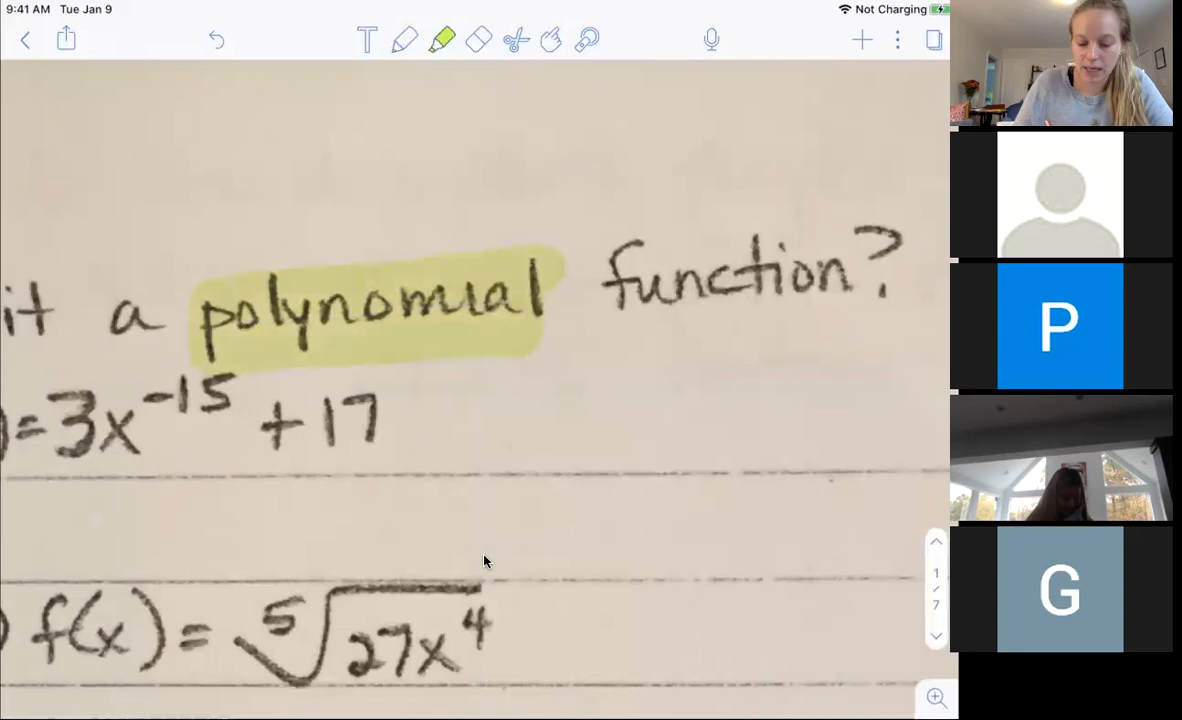 9:41 AM Tue Jan 9
Not Charging
it a polynomial function?
)=3x⁻¹⁵ +17
) f(x) = ⁵√27x⁴
1
/
7
P
G